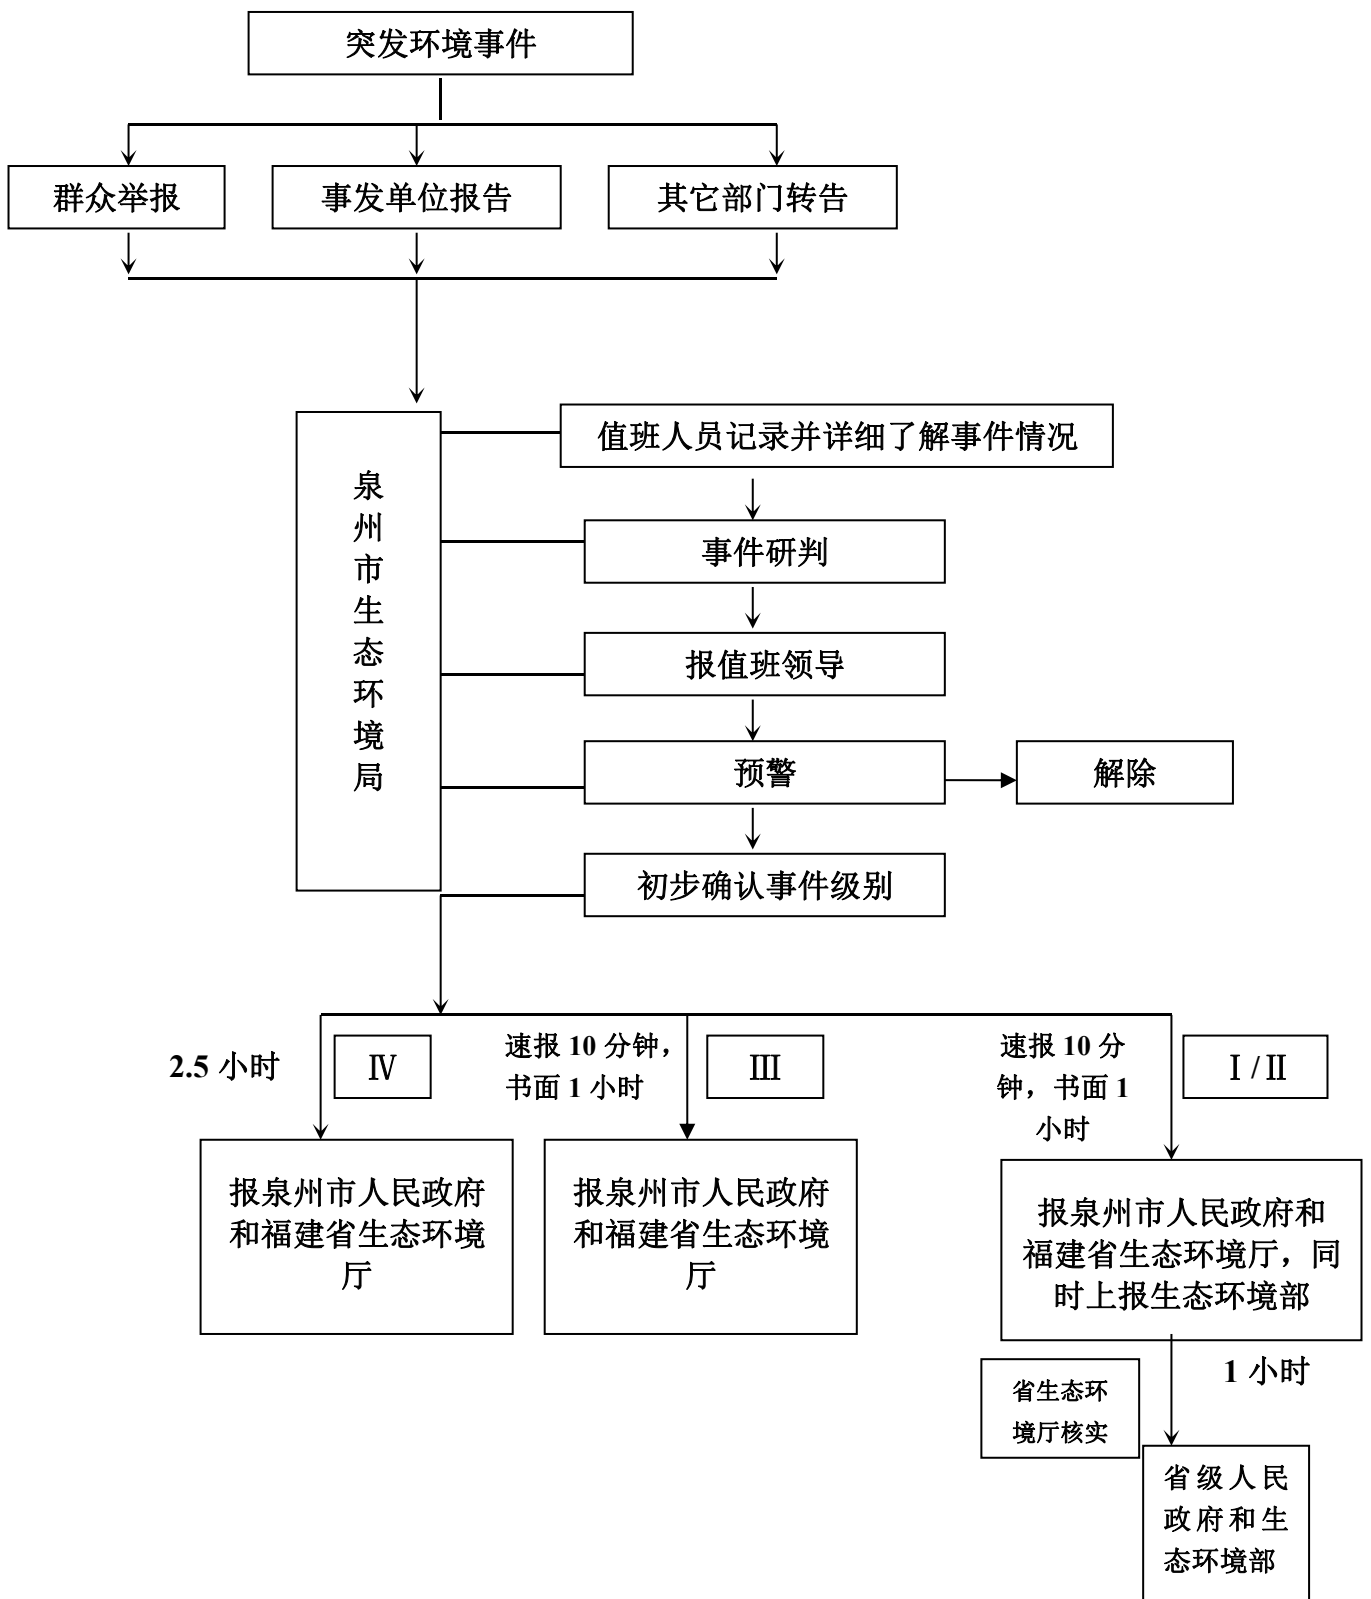 突发环境事件
群众举报
事发单位报告
其它部门转告
泉
州
市
生
态
环
境
局
值班人员记录并详细了解事件情况
事件研判
报值班领导
预警
解除
初步确认事件级别
2.5 小时
Ⅳ
速报 10 分钟，
书面 1 小时
Ⅲ
速报 10 分
钟，书面 1
小时
Ⅰ/Ⅱ
报泉州市人民政府
和福建省生态环境
厅
报泉州市人民政府
和福建省生态环境
厅
报泉州市人民政府和
福建省生态环境厅，同
时上报生态环境部
1 小时
省生态环
境厅核实
省级人民
政府和生
态环境部